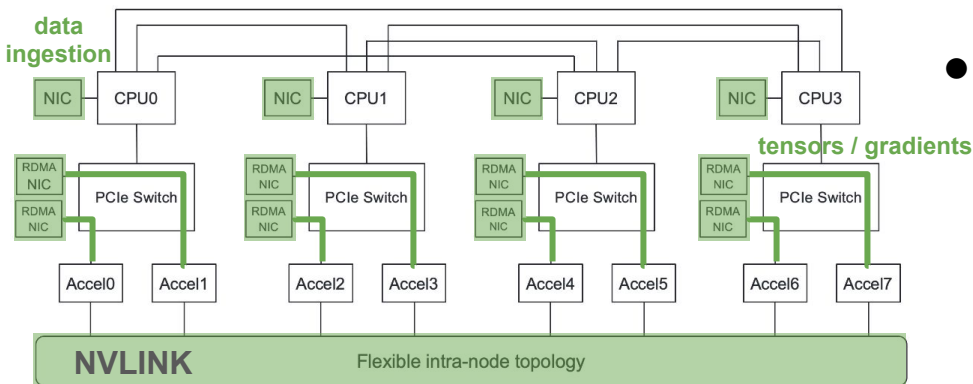 data
ingestion
NIC
CPU0
NIC
CPU1
NIC
CPU2
NIC
CPU3
tensors / gradients
RDMA
NIC
RDMA
NIC
PCIe Switch
RDMA
NIC
RDMA
NIC
PCIe Switch
RDMA
NIC
RDMA
NIC
PCIe Switch
RDMA
NIC
RDMA
NIC
PCIe Switch
Accel0
Accel1
Accel2
Accel3
Accel4
Accel5
Accel6
Accel7
NVLINK
Flexible intra-node topology